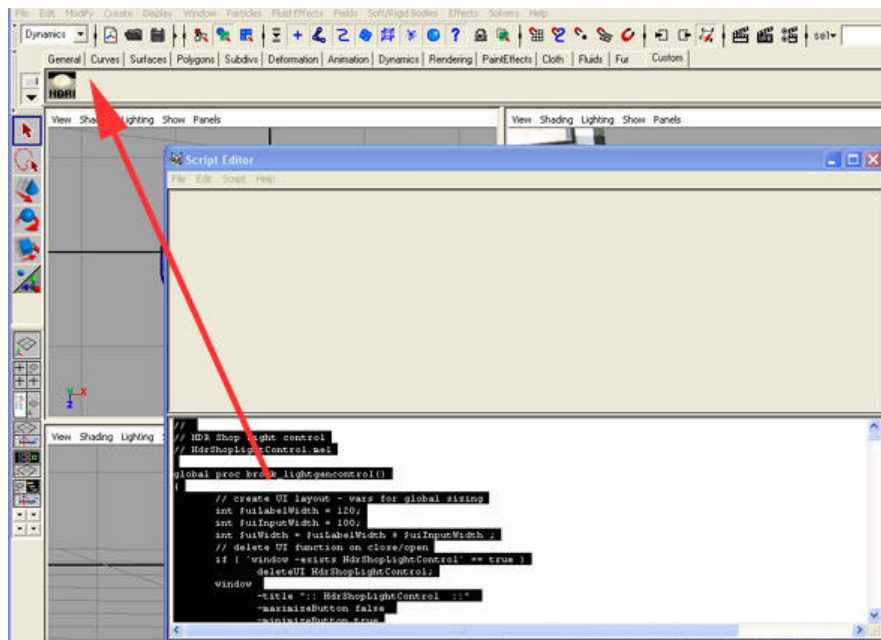 File Edit Modify Create Display Window Particles Fluid Effects Fields Soft/Rigid Bodies Effects Solvers Help
Dynamics sel
General Curves Surfaces Polygons Subdivs Deformation Animation Dynamics Rendering PaintEffects Cloth Fluids Fur Custom
HDRI
View Lighting Show Panels
View Shading Lighting Show Panels
Script Editor
File Edit Script Help
//
// HDR Shop Light control
// HdrShopLightControl.mel
global proc brook_lightgencontrol()
{
// create UI layout - vars for global sizing
int $uiLabelWidth = 120;
int $uiInputWidth = 100;
int $uiWidth = $uiLabelWidth + $uiInputWidth ;
// delete UI function on close/open
if ( `window -exists HdrShopLightControl` == true )
deleteUI HdrShopLightControl;
window
-title ":: HdrShopLightControl ::"
-maximizeButton false
-minimizeButton true
View Shading Lighting
y x
z